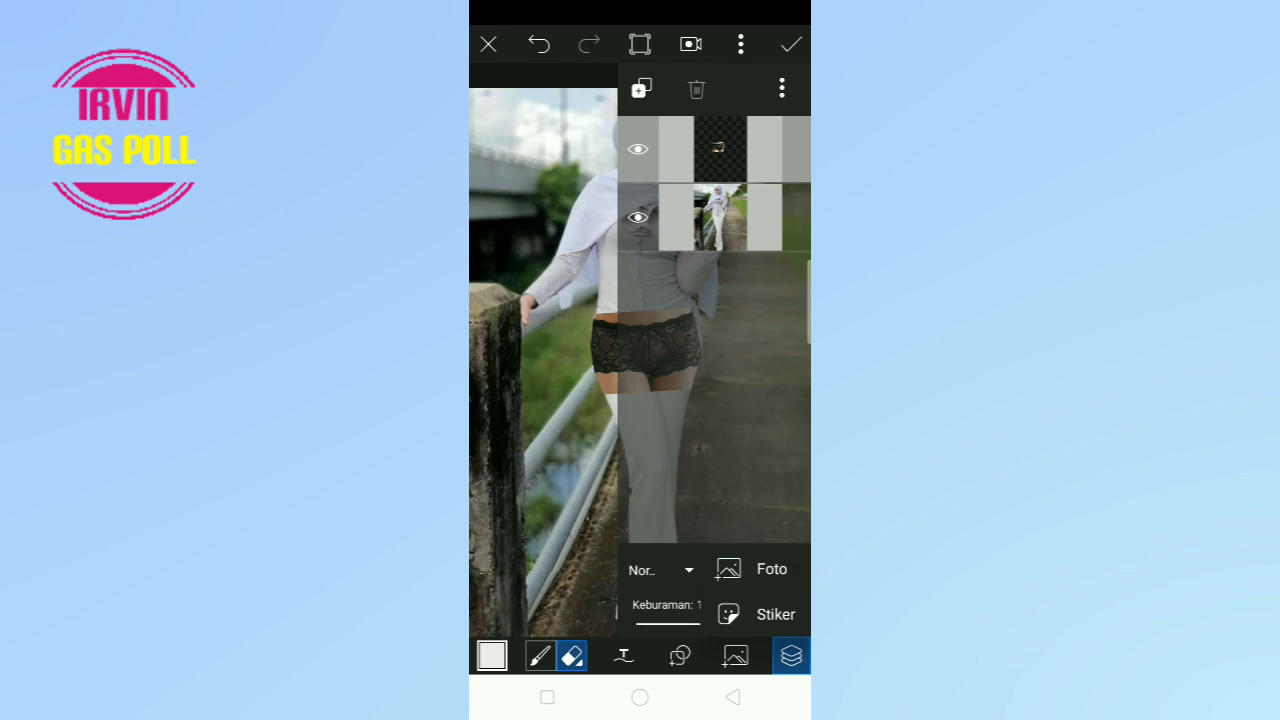 IRVIN
GAS POLL
Nor..
Foto
Keburaman: 1
Stiker
T